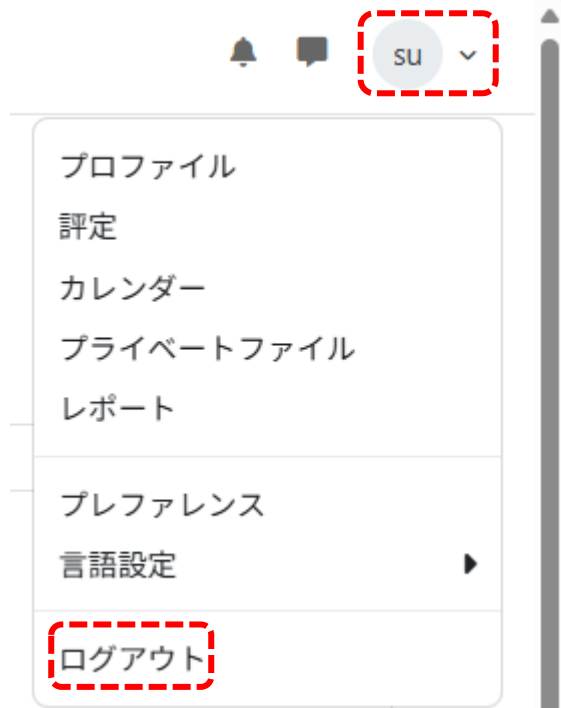 su
プロファイル
評定
カレンダー
プライベートファイル
レポート
プレファレンス
言語設定
ログアウト